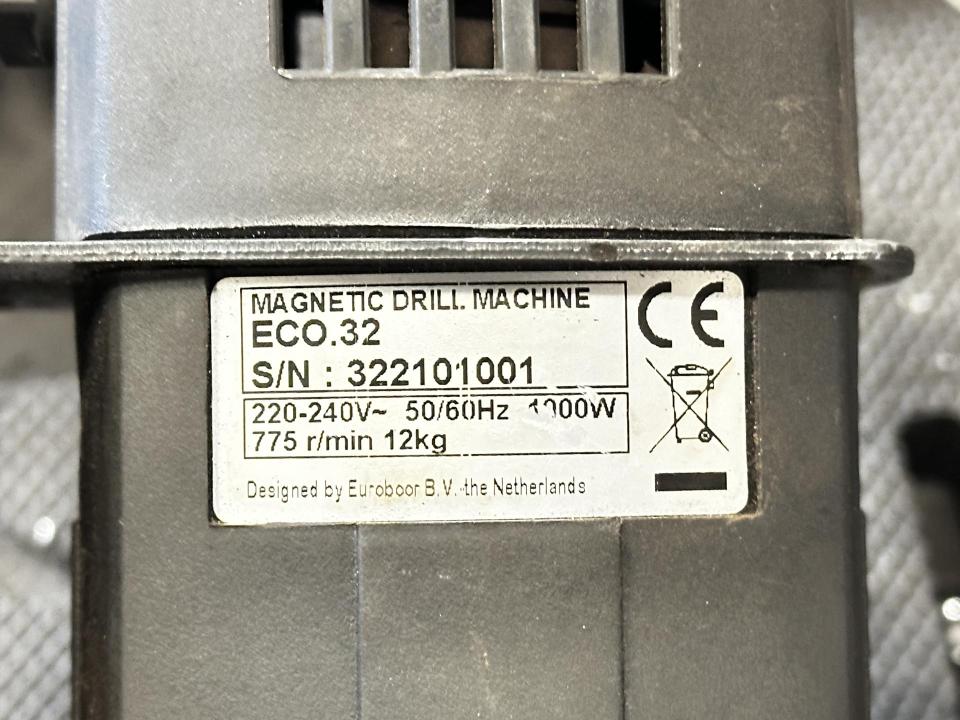 MAGNETIC DRILL MACHINE
ECO.32
S/N : 322101001
220-240V~ 50/60Hz 1000W
775 r/min 12kg
Designed by Euroboor B.V. the Netherlands
CE